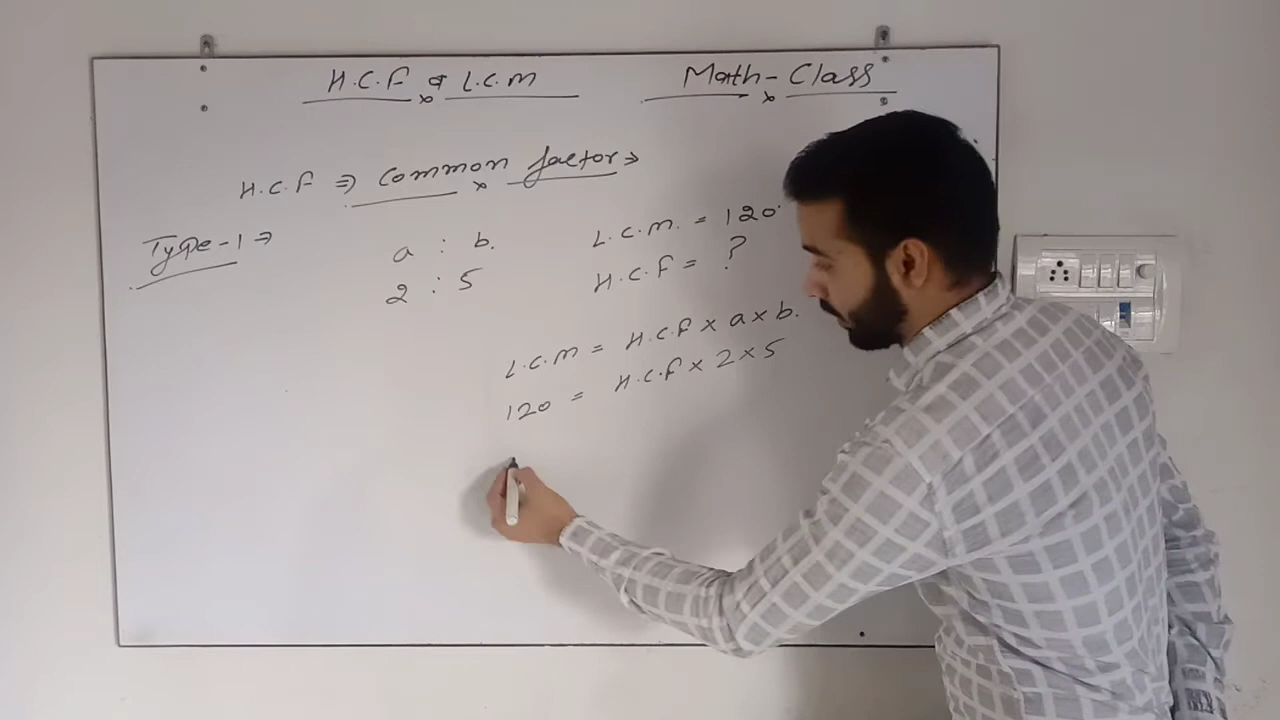 H.C.F & L.C.M
Math - Class
H.C.F ⇒ Common factor →
Type-1 ⇒
a : b.
2 : 5
L.C.M. = 120
H.C.F = ?
L.C.M = H.C.F × a × b.
120 = H.C.F × 2 × 5